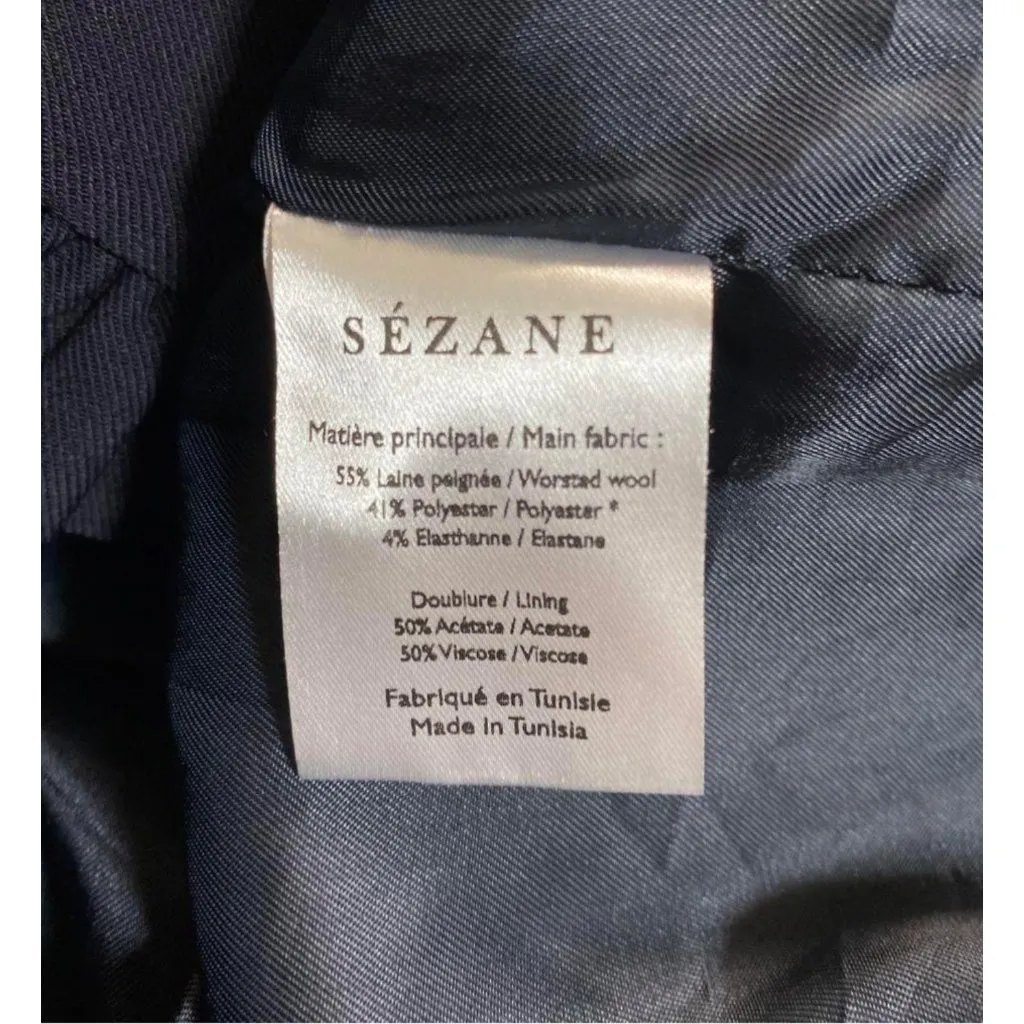 SÉZANE
Matière principale / Main fabric :
55% Laine peignée / Worsted wool
41% Polyester / Polyester *
4% Elasthanne / Elastane
Doublure / Lining
50% Acétate / Acetate
50% Viscose / Viscose
Fabriqué en Tunisie
Made in Tunisia